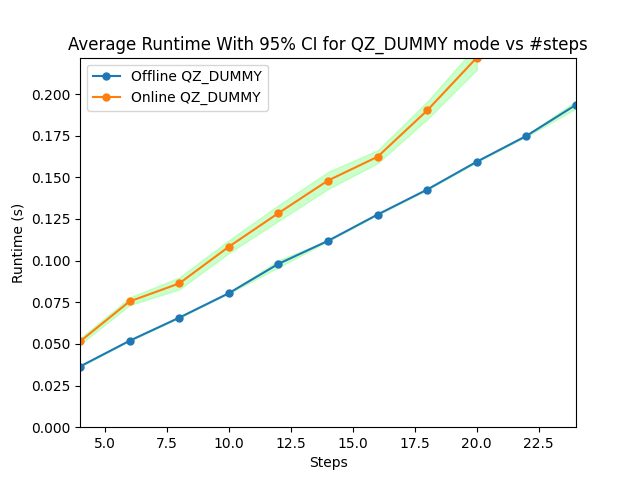 Average Runtime With 95% CI for QZ_DUMMY mode vs #steps
Offline QZ_DUMMY
Online QZ_DUMMY
0.200
0.175
0.150
0.125
0.100
0.075
0.050
0.025
0.000
Runtime (s)
5.0 7.5 10.0 12.5 15.0 17.5 20.0 22.5
Steps